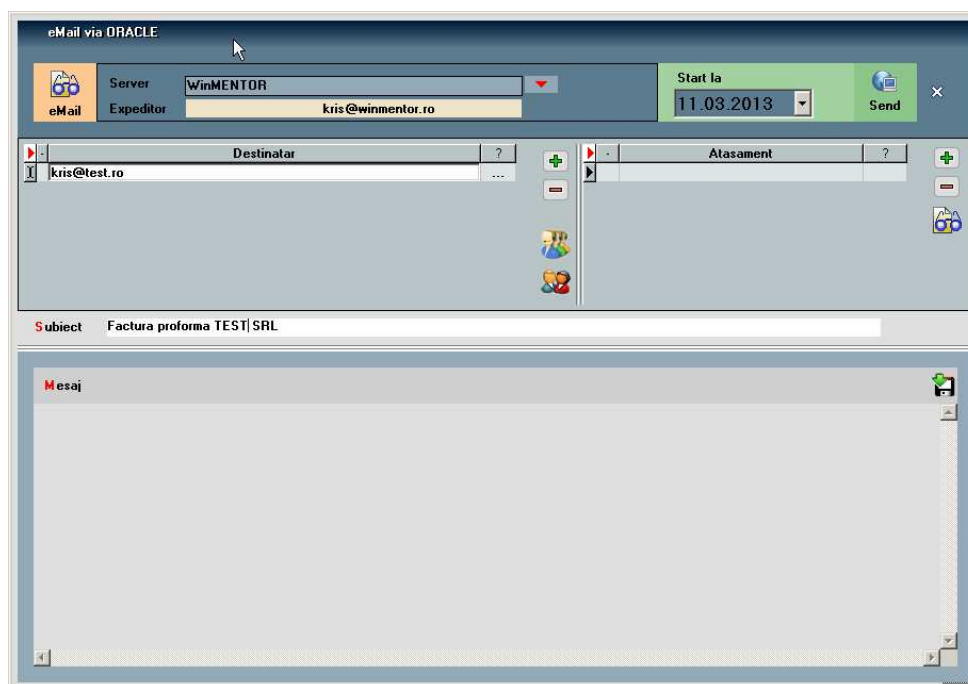 eMail via ORACLE
eMail
Server
WinMENTOR
Expeditor
kris@winmentor.ro
Start la
11.03.2013
Send
Destinatar ?
kris@test.ro ...
Atasament ?
Subiect Factura proforma TEST SRL
Mesaj